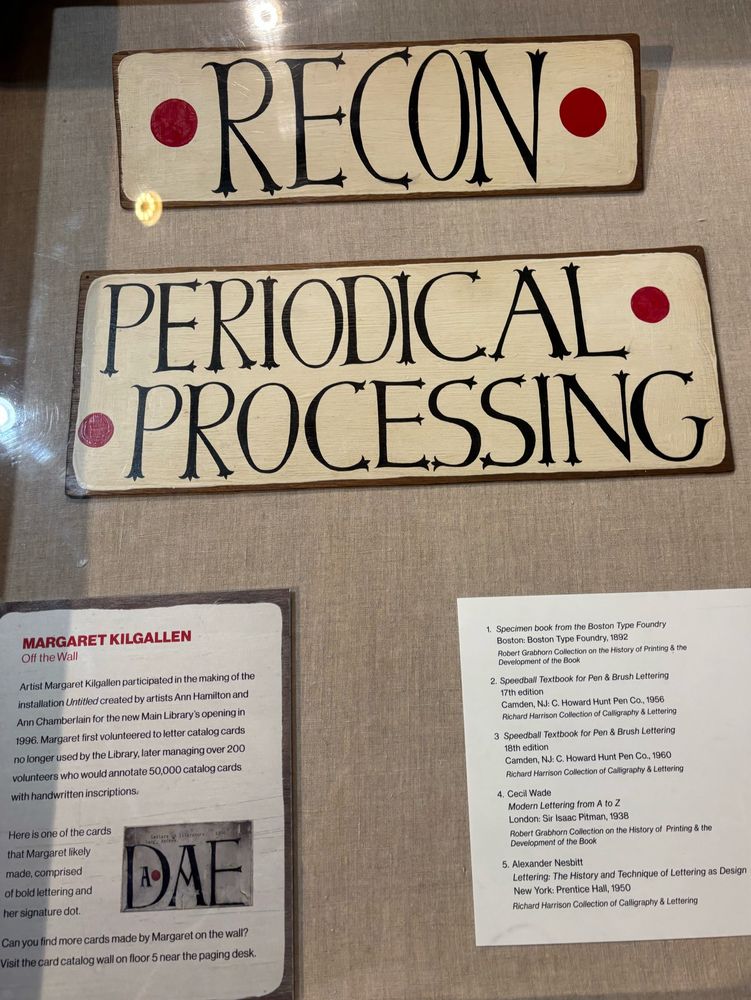 RECON
PERIODICAL
PROCESSING
MARGARET KILGALLEN
Off the Wall
Artist Margaret Kilgallen participated in the making of the
installation Untitled created by artists Ann Hamilton and
Ann Chamberlain for the new Main Library's opening in
1996. Margaret first volunteered to letter catalog cards
no longer used by the Library, later managing over 200
volunteers who would annotate 50,000 catalog cards
with handwritten inscriptions.
Here is one of the cards
that Margaret likely
made, comprised
of bold lettering and
her signature dot.
A DAE
Can you find more cards made by Margaret on the wall?
Visit the card catalog wall on floor 5 near the paging desk.
1. Specimen book from the Boston Type Foundry
Boston: Boston Type Foundry, 1892
Robert Grabhorn Collection on the History of Printing & the
Development of the Book
2. Speedball Textbook for Pen & Brush Lettering
17th edition
Camden, NJ: C. Howard Hunt Pen Co., 1956
Richard Harrison Collection of Calligraphy & Lettering
3 Speedball Textbook for Pen & Brush Lettering
18th edition
Camden, NJ: C. Howard Hunt Pen Co., 1960
Richard Harrison Collection of Calligraphy & Lettering
4. Cecil Wade
Modern Lettering from A to Z
London: Sir Isaac Pitman, 1938
Robert Grabhorn Collection on the History of Printing & the
Development of the Book
5. Alexander Nesbitt
Lettering: The History and Technique of Lettering as Design
New York: Prentice Hall, 1950
Richard Harrison Collection of Calligraphy & Lettering